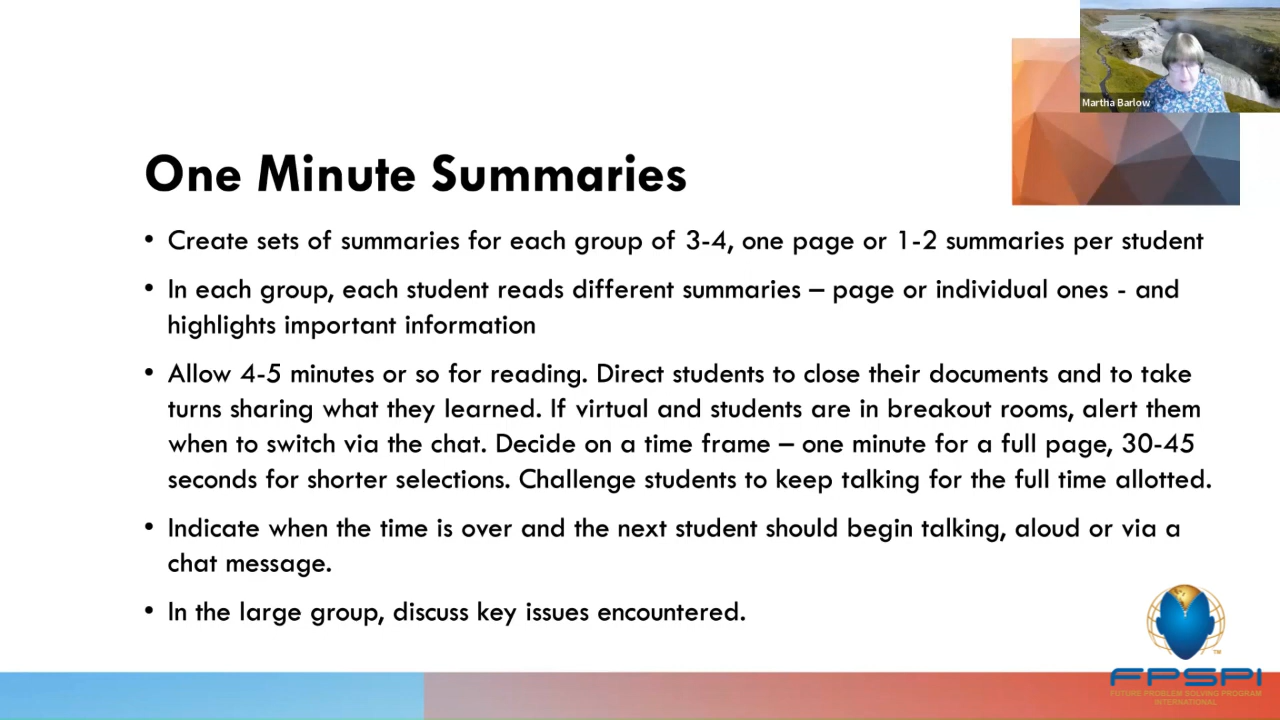 Martha Barlow
One Minute Summaries
• Create sets of summaries for each group of 3-4, one page or 1-2 summaries per student
• In each group, each student reads different summaries – page or individual ones - and
highlights important information
• Allow 4-5 minutes or so for reading. Direct students to close their documents and to take
turns sharing what they learned. If virtual and students are in breakout rooms, alert them
when to switch via the chat. Decide on a time frame – one minute for a full page, 30-45
seconds for shorter selections. Challenge students to keep talking for the full time allotted.
• Indicate when the time is over and the next student should begin talking, aloud or via a
chat message.
• In the large group, discuss key issues encountered.
TM
FPSPI
FUTURE PROBLEM SOLVING PROGRAM
INTERNATIONAL